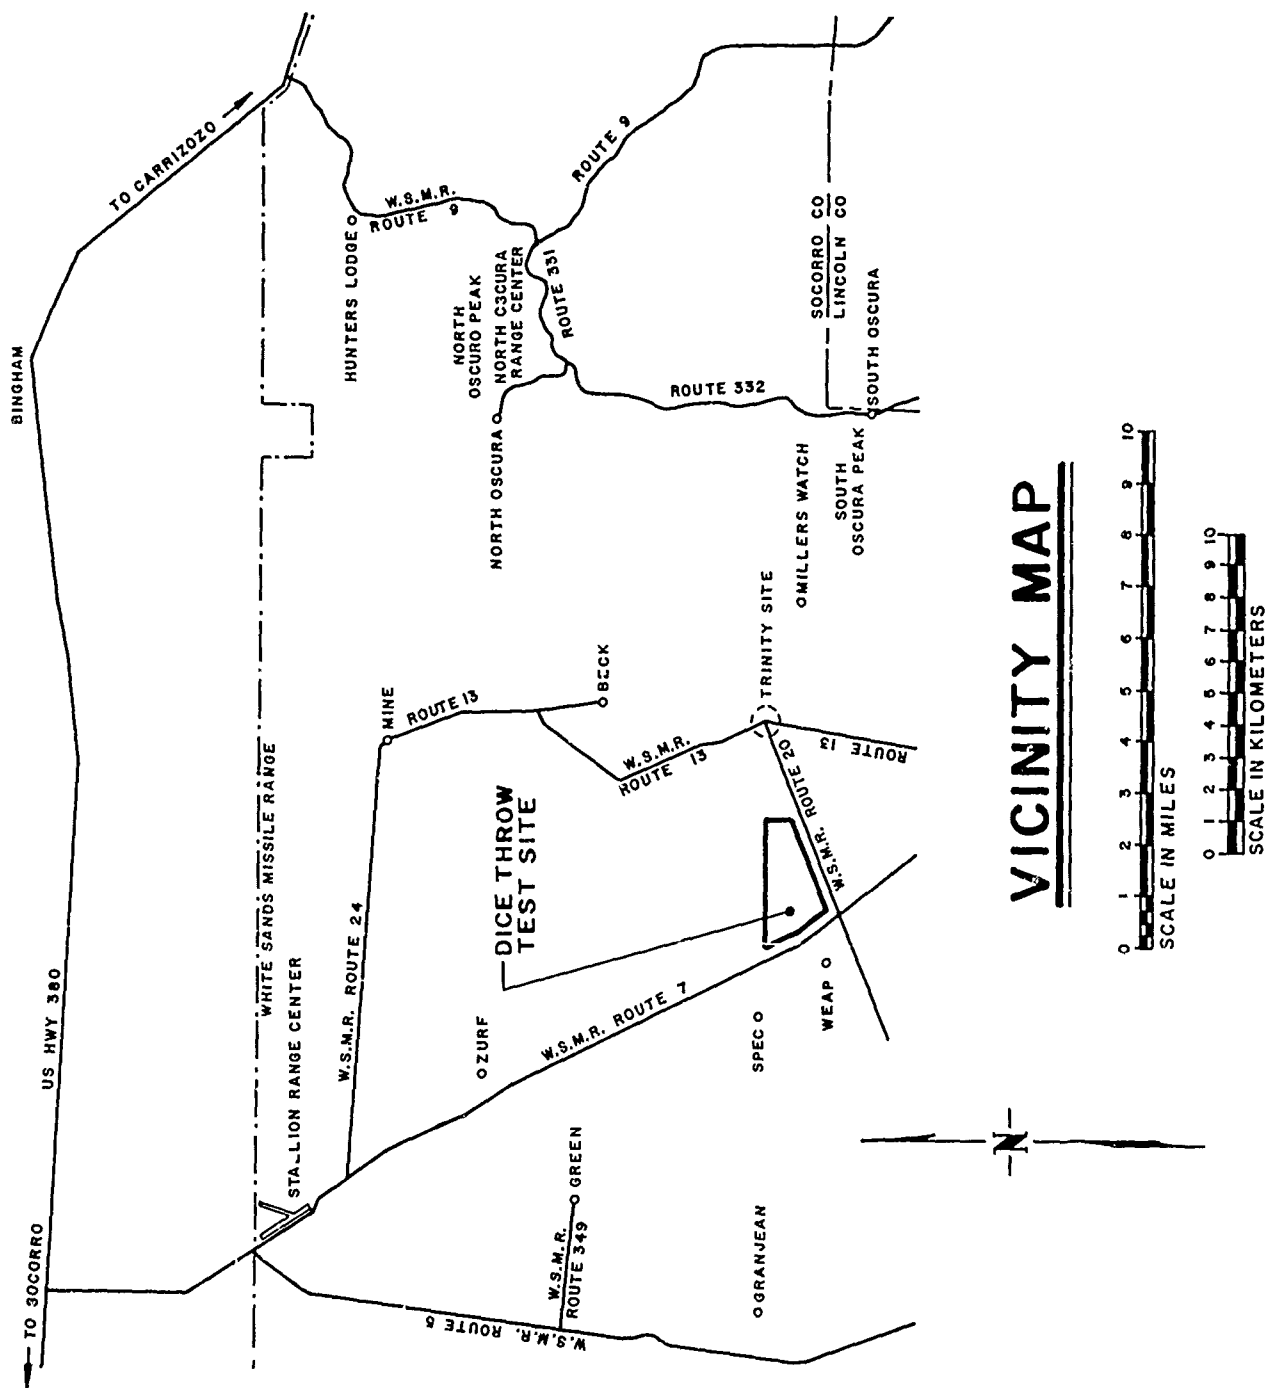 TO SOCORRO
US HWY 380
BINGHAM
TO CARRIZOZO
WHITE SANDS MISSILE RANGE
STALLION RANGE CENTER
W.S.M.R. ROUTE 24
MINE
ROUTE 13
HUNTERS LODGE
W.S.M.R.
ROUTE 9
ROUTE 9
NORTH
OSCURO PEAK
NORTH OSCURA
RANGE CENTER
ROUTE 331
NORTH OSCURA
ROUTE 332
SOCORRO CO
LINCOLN CO
SOUTH OSCURA
SOUTH
OSCURA PEAK
MILLERS WATCH
BECK
W.S.M.R.
ROUTE 13
TRINITY SITE
ROUTE 13
W.S.M.R. ROUTE 20
DICE THROW
TEST SITE
W.S.M.R. ROUTE 7
ZURF
SPEC
WEAP
GREEN
W.S.M.R.
ROUTE 349
W.S.M.R. ROUTE 5
GRANJEAN
N
VICINITY MAP
0 1 2 3 4 5 6 7 8 9 10
SCALE IN MILES
0 1 2 3 4 5 6 7 8 9 10
SCALE IN KILOMETERS